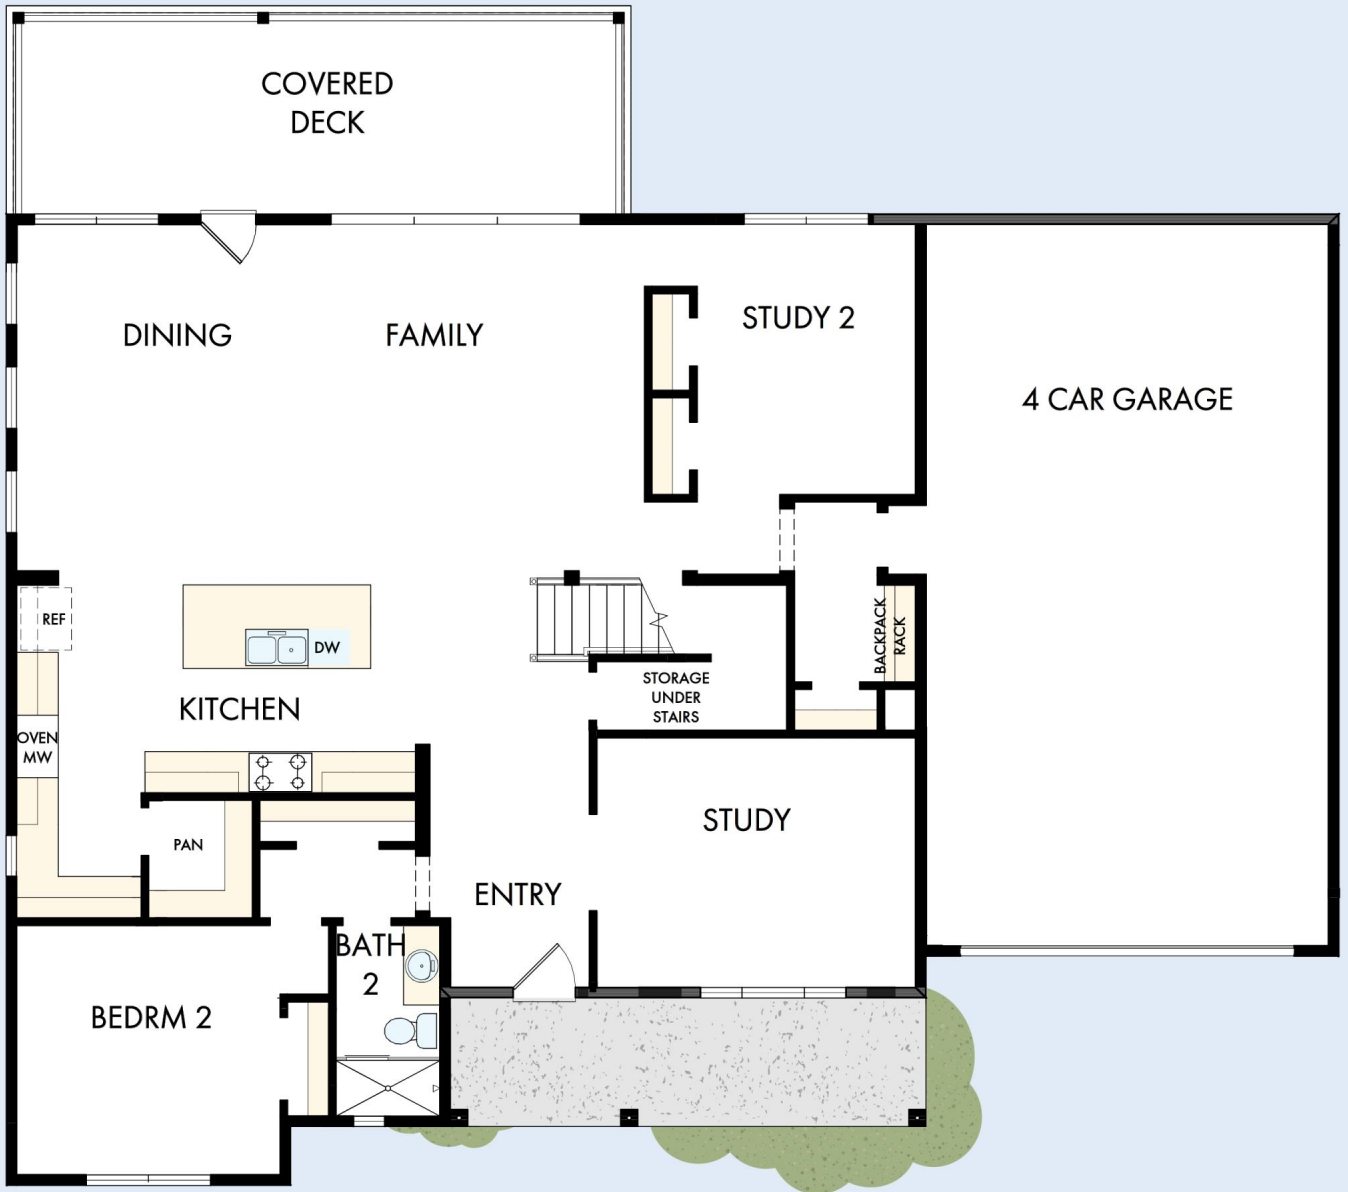 COVERED
DECK
DINING
FAMILY
STUDY 2
4 CAR GARAGE
REF
DW
BACKPACK
RACK
KITCHEN
STORAGE
UNDER
STAIRS
OVEN
MW
PAN
STUDY
ENTRY
BATH
2
BEDRM 2